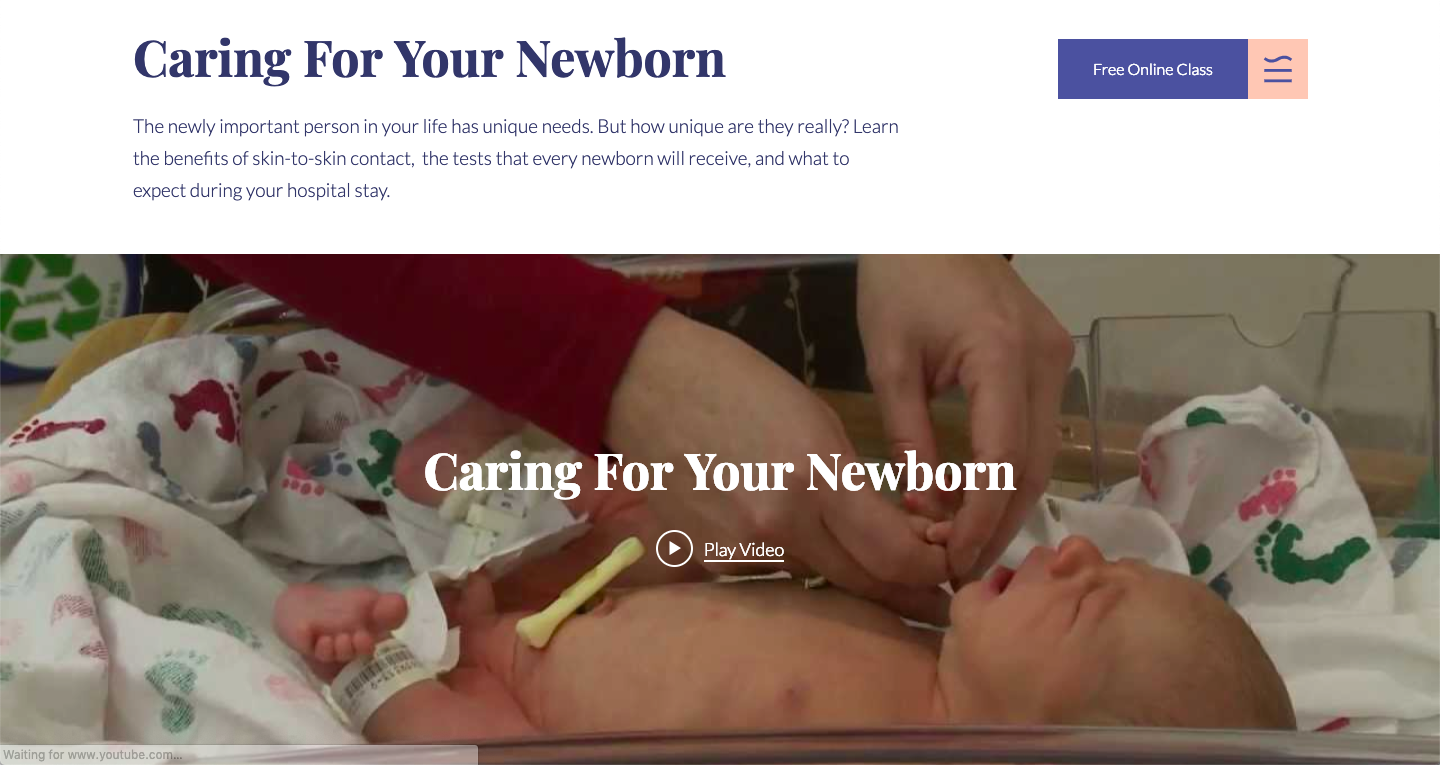 Caring For Your Newborn
Free Online Class
The newly important person in your life has unique needs. But how unique are they really? Learn
the benefits of skin-to-skin contact,  the tests that every newborn will receive, and what to
expect during your hospital stay.
Caring For Your Newborn
Play Video
Waiting for www.youtube.com...